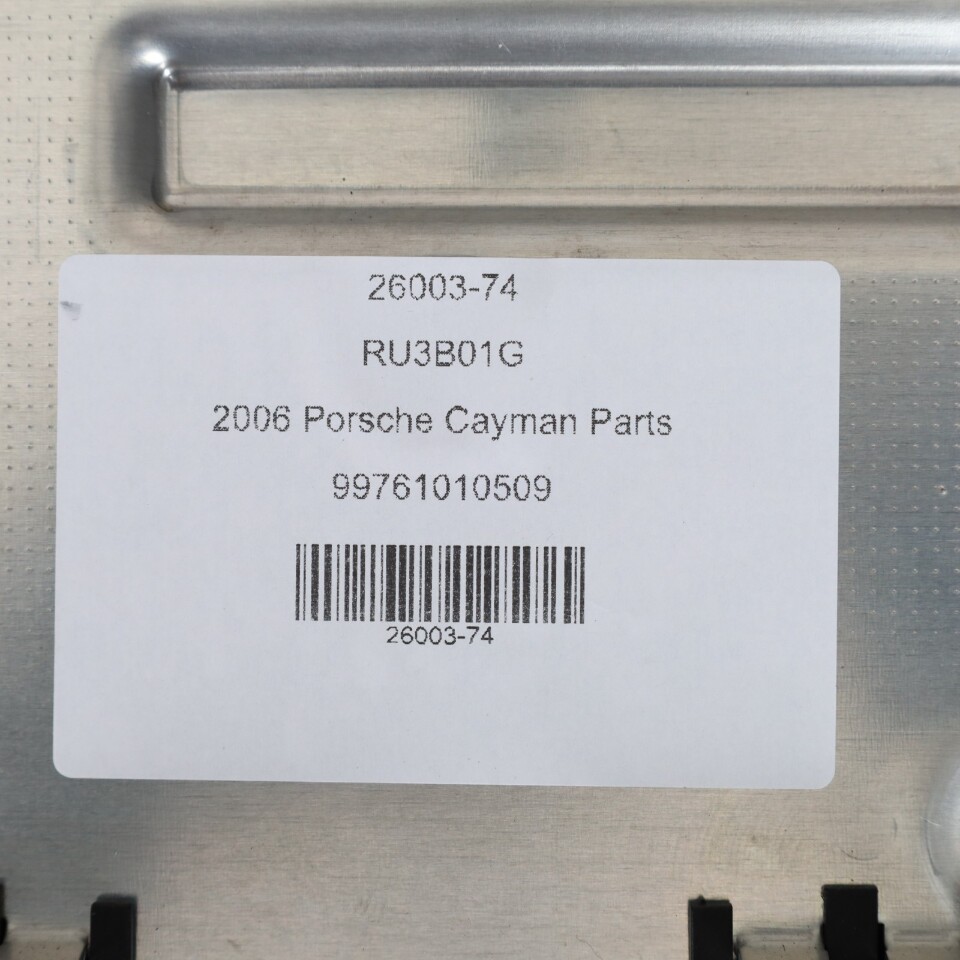 26003-74
RU3B01G
2006 Porsche Cayman Parts
99761010509
26003-74